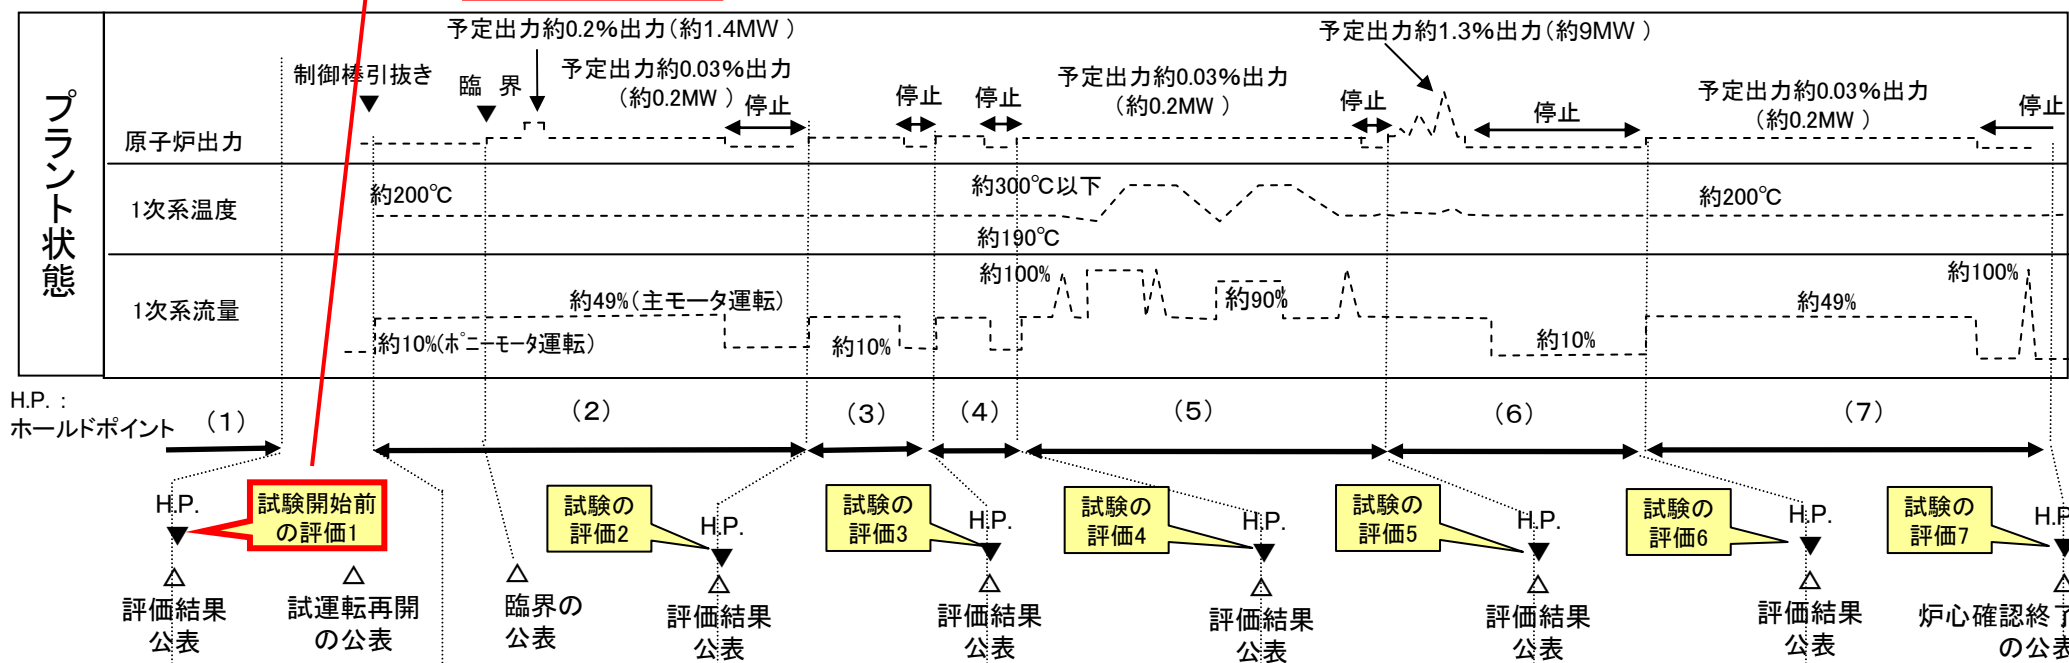 予定出力約0.2%出力(約1.4MW )
予定出力約1.3%出力(約9MW )
制御棒引抜き
臨 界
予定出力約0.03%出力
(約0.2MW )
停止
停止
停止
予定出力約0.03%出力
(約0.2MW )
停止
停止
予定出力約0.03%出力
(約0.2MW )
停止
プラント状態
原子炉出力
1次系温度
約200℃
約300℃以下
約190℃
約200℃
1次系流量
約49%(主モータ運転)
約10%(ポニーモータ運転)
約10%
約100%
約90%
約10%
約49%
約100%
H.P. :
ホールドポイント
(1)
(2)
(3)
(4)
(5)
(6)
(7)
H.P.
試験開始前
の評価1
試験の
評価2
H.P.
試験の
評価3
H.P.
試験の
評価4
H.P.
試験の
評価5
H.P.
試験の
評価6
H.P.
試験の
評価7
H.P
評価結果
公表
試運転再開
の公表
臨界の
公表
評価結果
公表
評価結果
公表
評価結果
公表
評価結果
公表
評価結果
公表
炉心確認終了
の公表